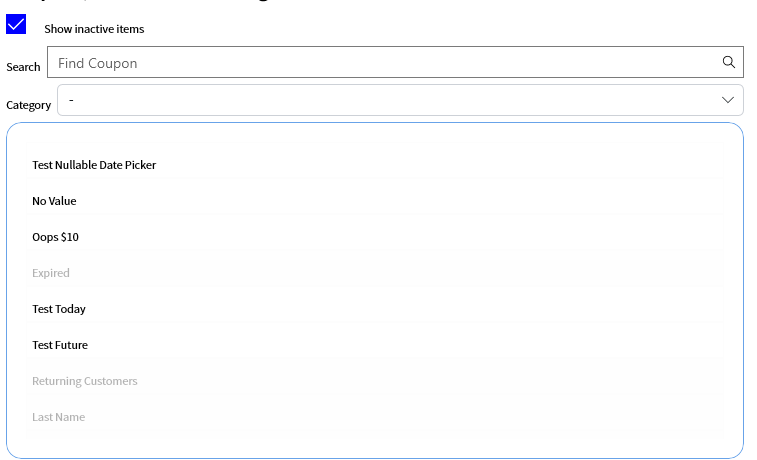 Show inactive items
Search
Find Coupon
Category
-
Test Nullable Date Picker
No Value
Oops $10
Expired
Test Today
Test Future
Returning Customers
Last Name